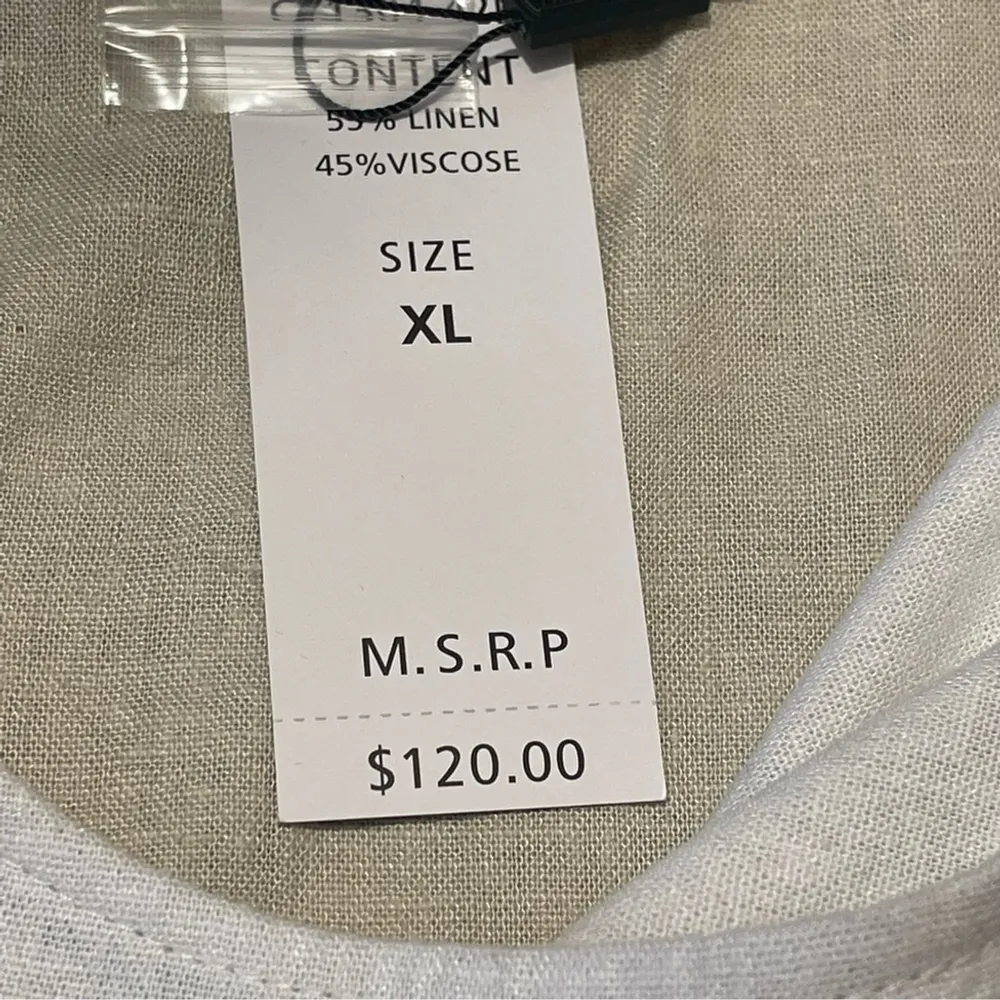 CONTENT
55% LINEN
45%VISCOSE
SIZE
XL
M.S.R.P
$120.00